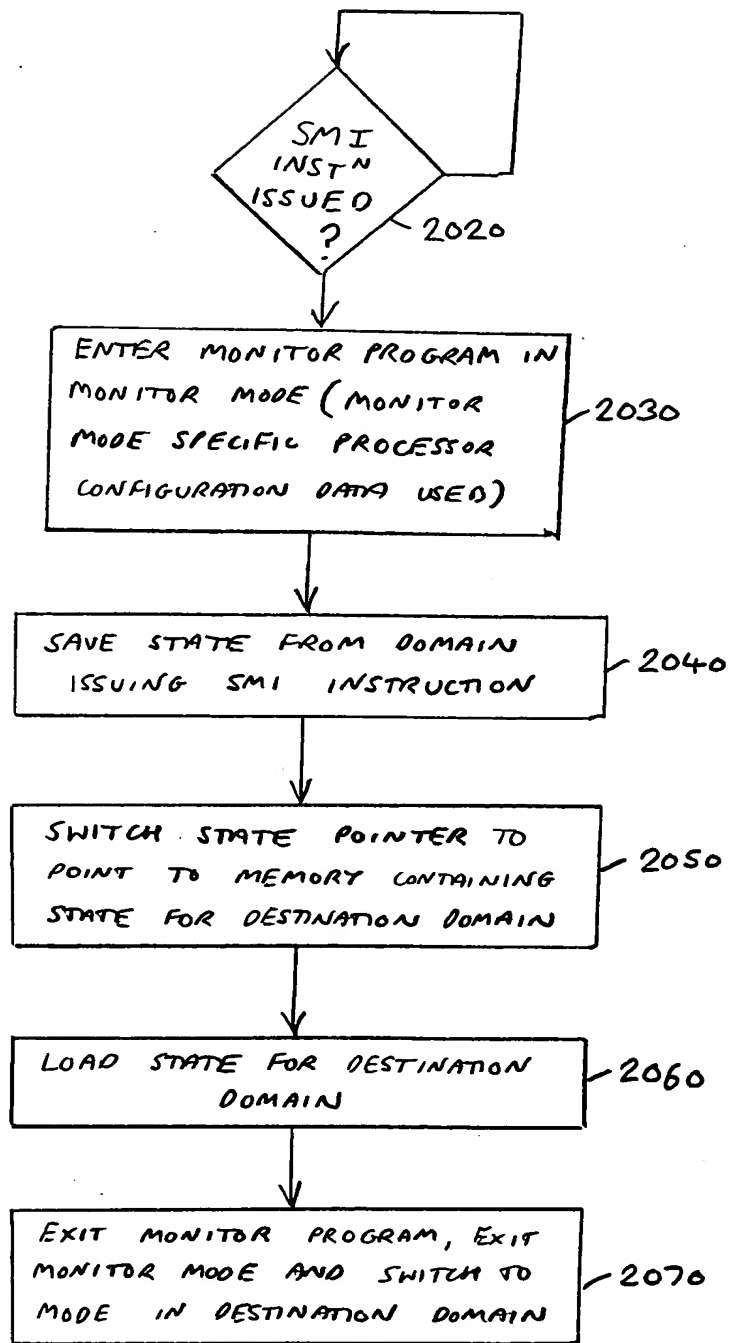 SMI
INSTN
ISSUED
?
2020
ENTER MONITOR PROGRAM IN
MONITOR MODE (MONITOR
MODE SPECIFIC PROCESSOR
CONFIGURATION DATA USED)
2030
SAVE STATE FROM DOMAIN
ISSUING SMI INSTRUCTION
2040
SWITCH STATE POINTER TO
POINT TO MEMORY CONTAINING
STATE FOR DESTINATION DOMAIN
2050
LOAD STATE FOR DESTINATION
DOMAIN
2060
EXIT MONITOR PROGRAM, EXIT
MONITOR MODE AND SWITCH TO
MODE IN DESTINATION DOMAIN
2070